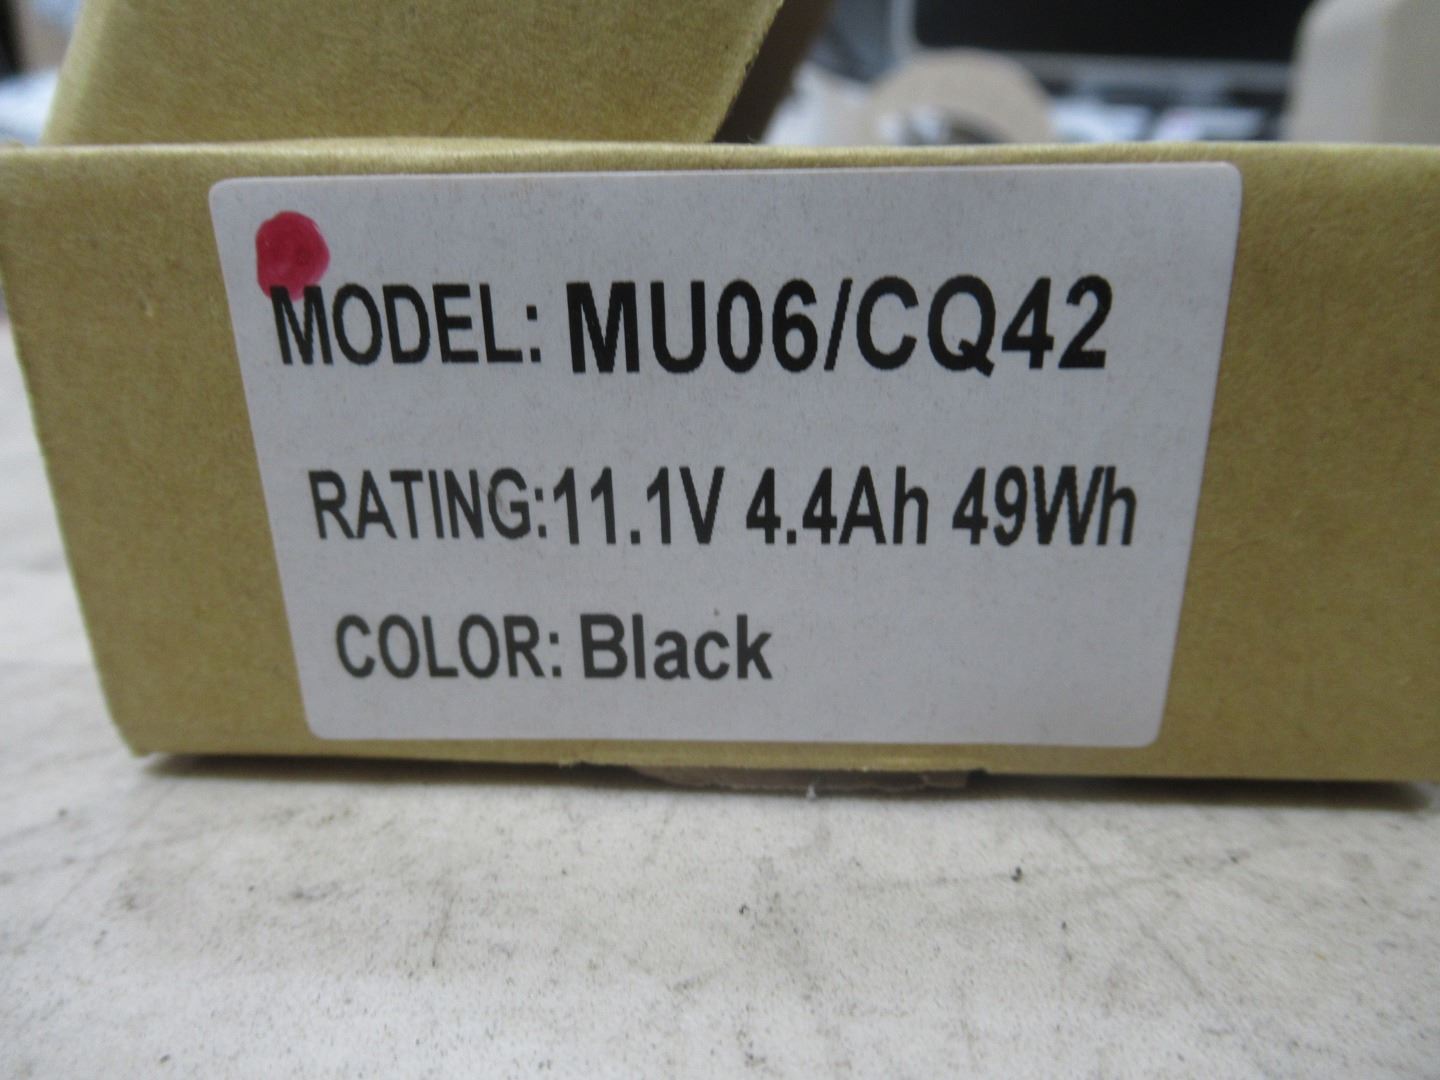 MODEL: MU06/CQ42
RATING:11.1V 4.4Ah 49Wh
COLOR: Black